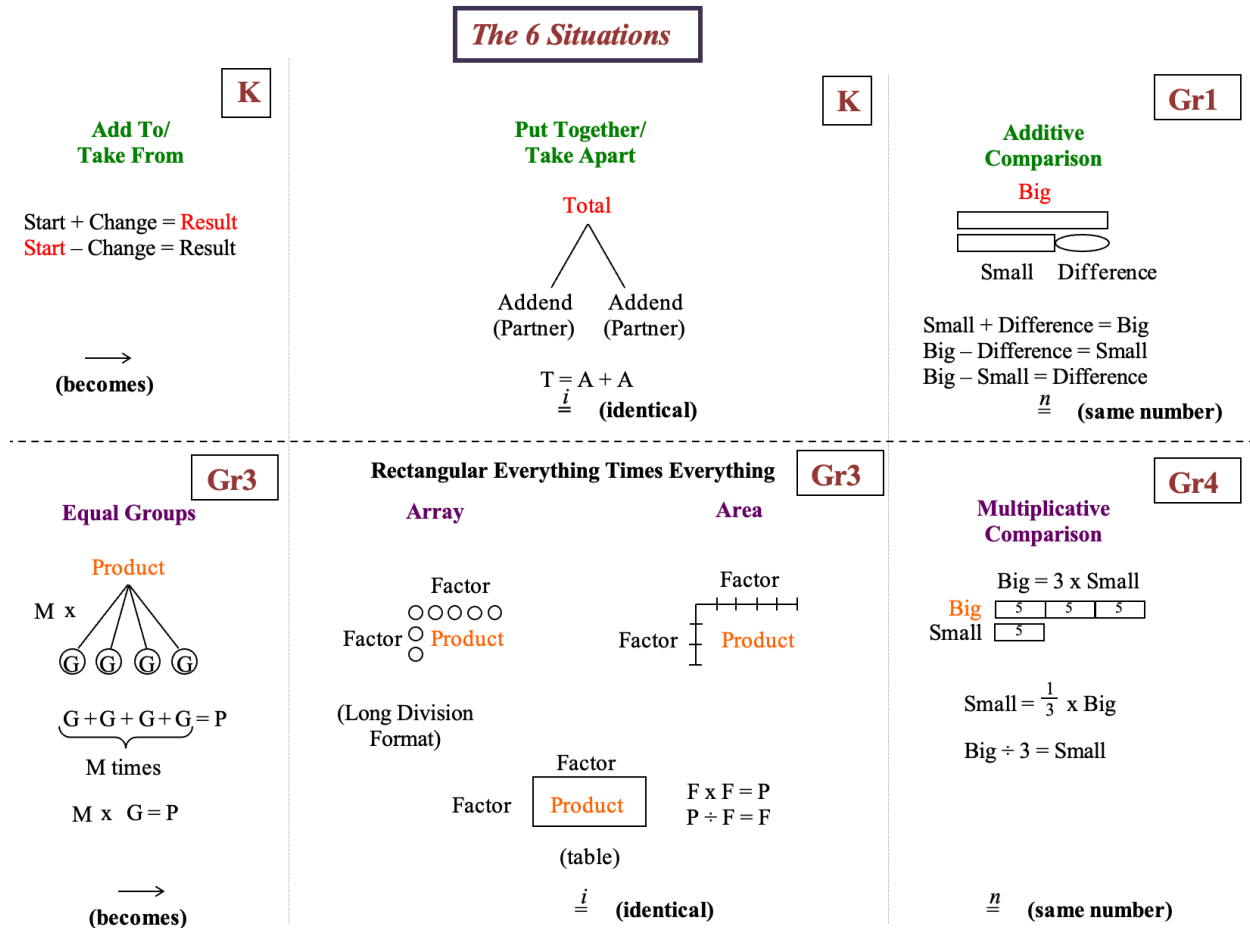 The 6 Situations
K
Add To/
Take From
Start + Change = Result
Start – Change = Result
(becomes)
K
Put Together/
Take Apart
Total
Addend Addend
(Partner) (Partner)
T = A + A
i
= (identical)
Gr1
Additive
Comparison
Big
Small Difference
Small + Difference = Big
Big – Difference = Small
Big – Small = Difference
n
= (same number)
Gr3
Equal Groups
Product
M x
G G G G
G + G + G + G = P
M times
M x G = P
(becomes)
Rectangular Everything Times Everything
Gr3
Array
Factor
Factor Product
(Long Division
Format)
Area
Factor
Factor Product
Factor
Factor Product
(table)
F x F = P
P ÷ F = F
i
= (identical)
Gr4
Multiplicative
Comparison
Big = 3 x Small
Big 5 5 5
Small 5
Small = 1/3 x Big
Big ÷ 3 = Small
n
= (same number)